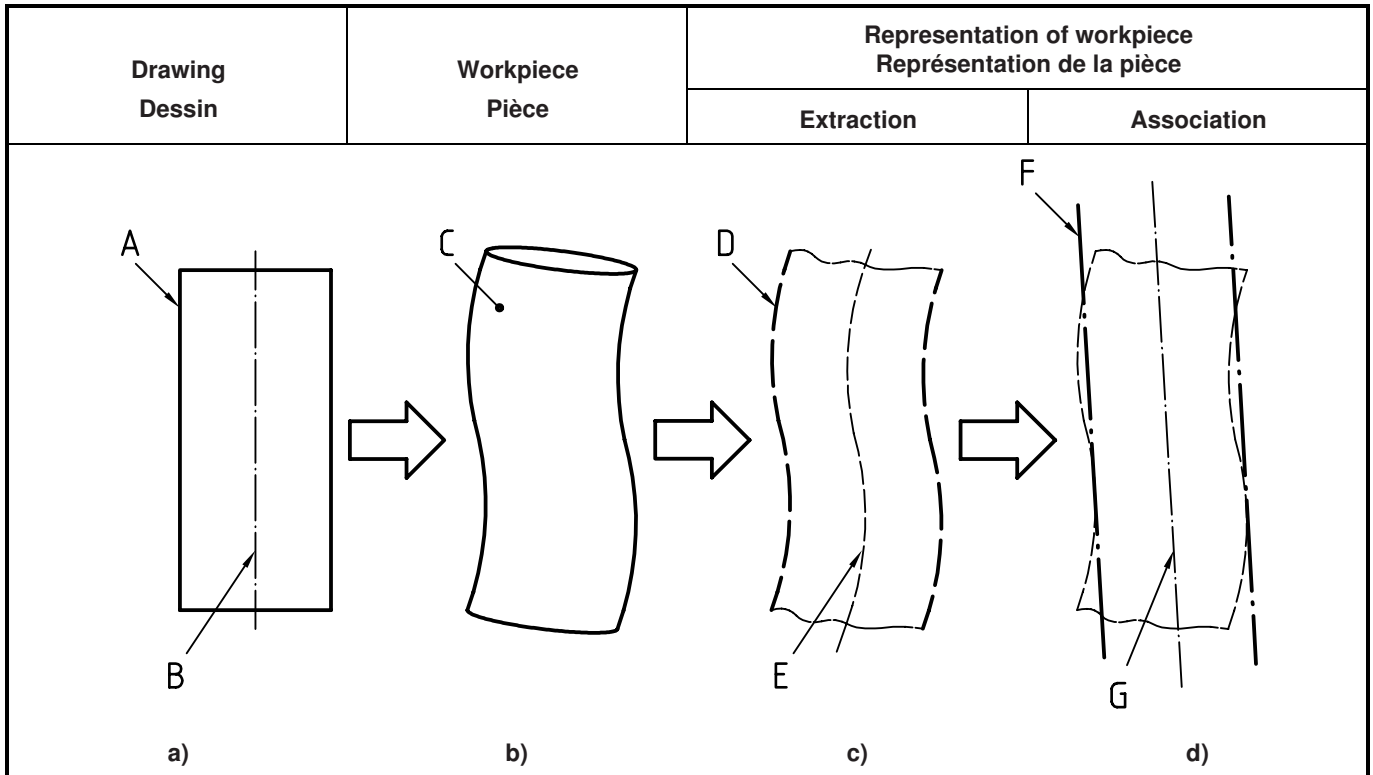 Drawing
Dessin
Workpiece
Pièce
Representation of workpiece
Représentation de la pièce
Extraction
Association
A
B
C
D
E
F
G
a)
b)
c)
d)